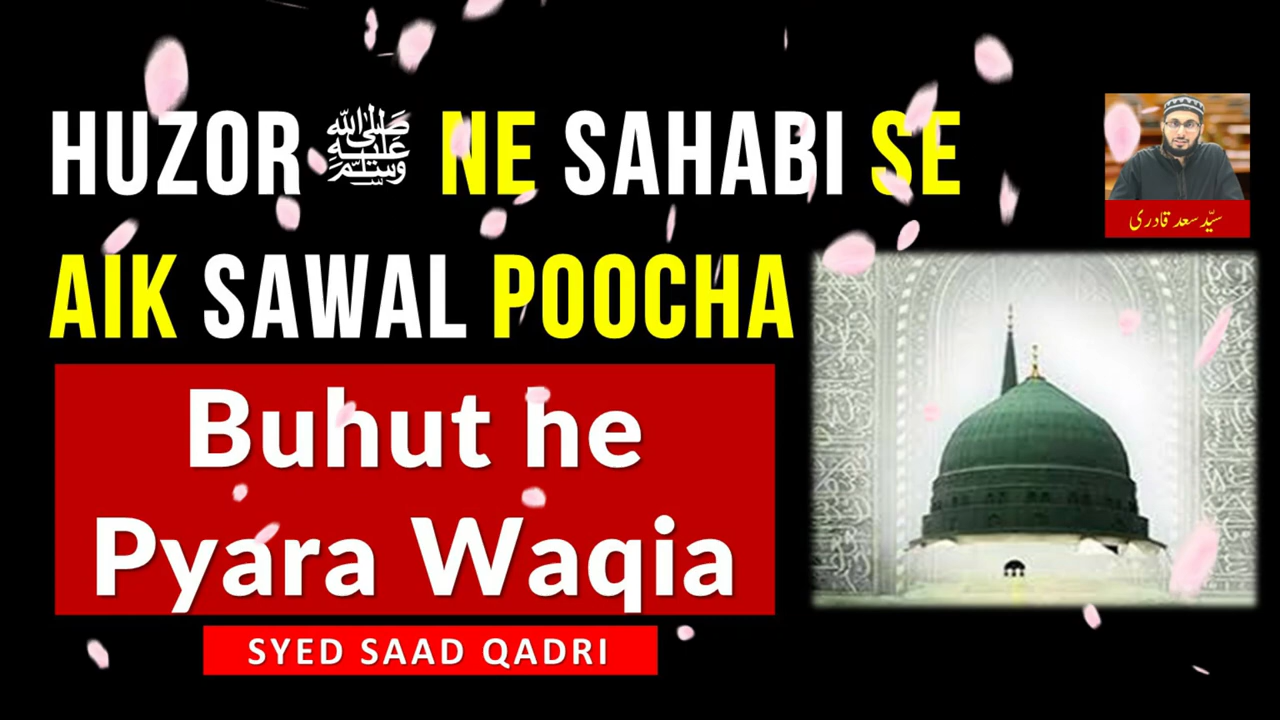 HUZOR ﷺ NE SAHABI SE
AIK SAWAL POOCHA
Buhut he
Pyara Waqia
SYED SAAD QADRI
سیّد سعد قادری